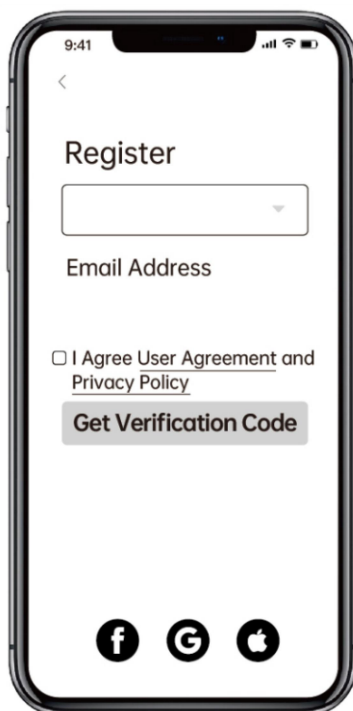 9:41
Register
Email Address
I Agree User Agreement and
Privacy Policy
Get Verification Code